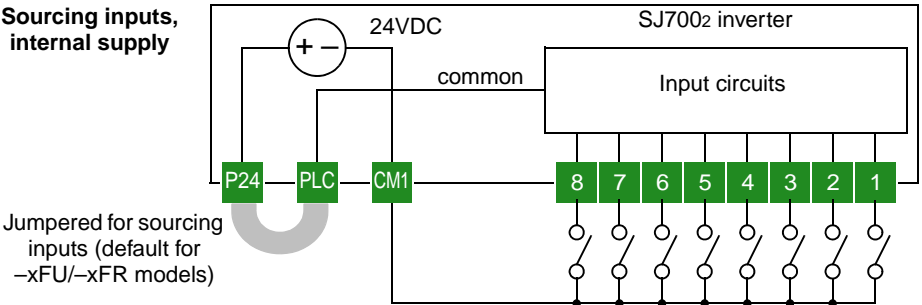 Sourcing inputs,
internal supply
24VDC
SJ7002 inverter
+ –
common
Input circuits
P24
PLC
CM1
8 7 6 5 4 3 2 1
Jumpered for sourcing
inputs (default for
–xFU/–xFR models)